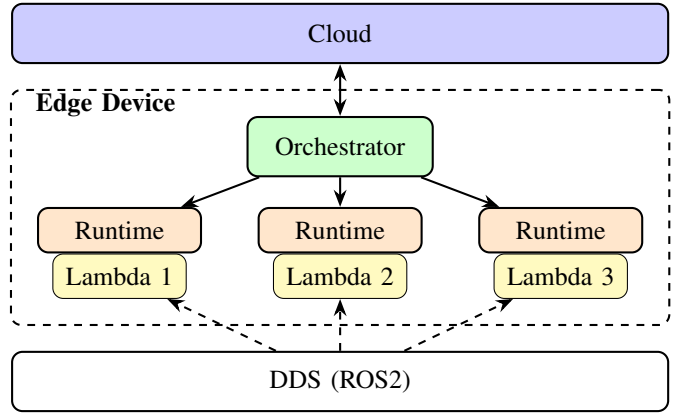 Cloud
Edge Device
Orchestrator
Runtime Runtime Runtime
Lambda 1 Lambda 2 Lambda 3
DDS (ROS2)